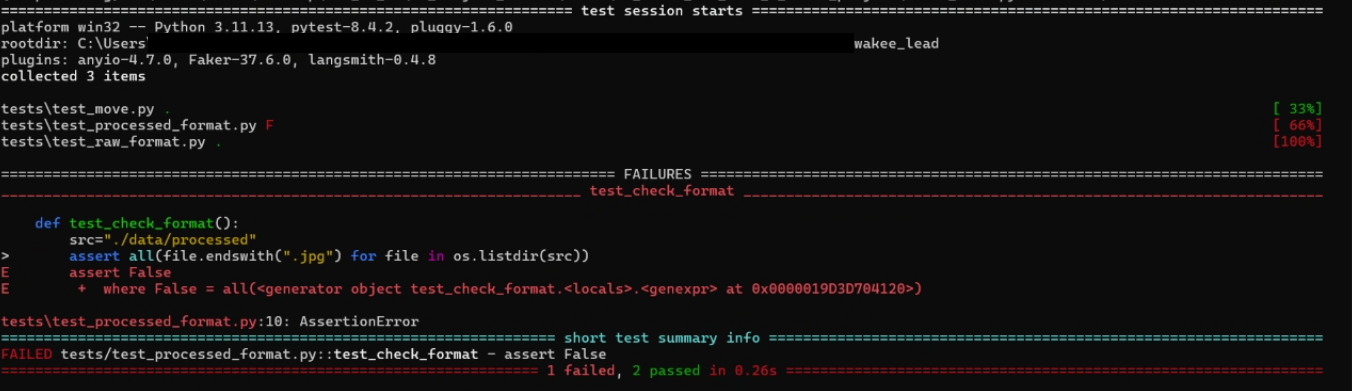 ============================= test session starts =============================
platform win32 -- Python 3.11.13, pytest-8.4.2, pluggy-1.6.0
rootdir: C:\Users\ wakee_lead
plugins: anyio-4.7.0, Faker-37.6.0, langsmith-0.4.8
collected 3 items
tests\test_move.py . [ 33%]
tests\test_processed_format.py F [ 66%]
tests\test_raw_format.py . [100%]
============================= FAILURES =============================
_____________________________ test_check_format _____________________________
def test_check_format():
src="./data/processed"
> assert all(file.endswith(".jpg") for file in os.listdir(src))
E assert False
E + where False = all(<generator object test_check_format.<locals>.<genexpr> at 0x0000019D3D704120>)
tests\test_processed_format.py:10: AssertionError
============================= short test summary info =============================
FAILED tests/test_processed_format.py::test_check_format - assert False
============================= 1 failed, 2 passed in 0.26s =============================